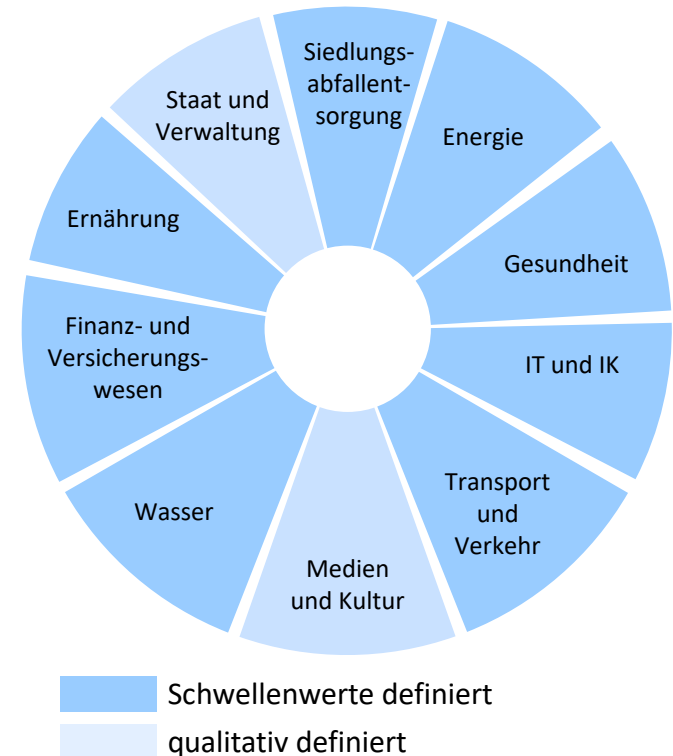 Siedlungs-
abfallent-
sorgung
Energie
Gesundheit
IT und IK
Transport
und
Verkehr
Medien
und Kultur
Wasser
Finanz- und
Versicherungs-
wesen
Ernährung
Staat und
Verwaltung
Schwellenwerte definiert
qualitativ definiert